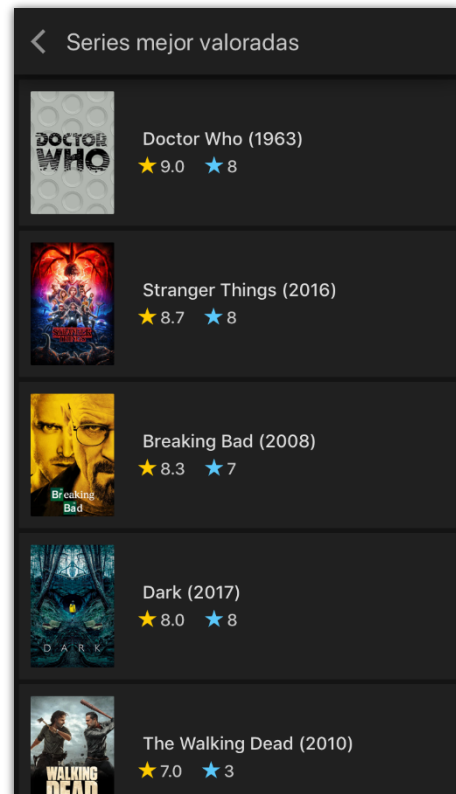 Series mejor valoradas
DOCTOR
WHO
Doctor Who (1963)
9.0 8
STRANGER
THINGS
Stranger Things (2016)
8.7 8
Breaking
Bad
Breaking Bad (2008)
8.3 7
DARK
Dark (2017)
8.0 8
WALKING
DEAD
The Walking Dead (2010)
7.0 3